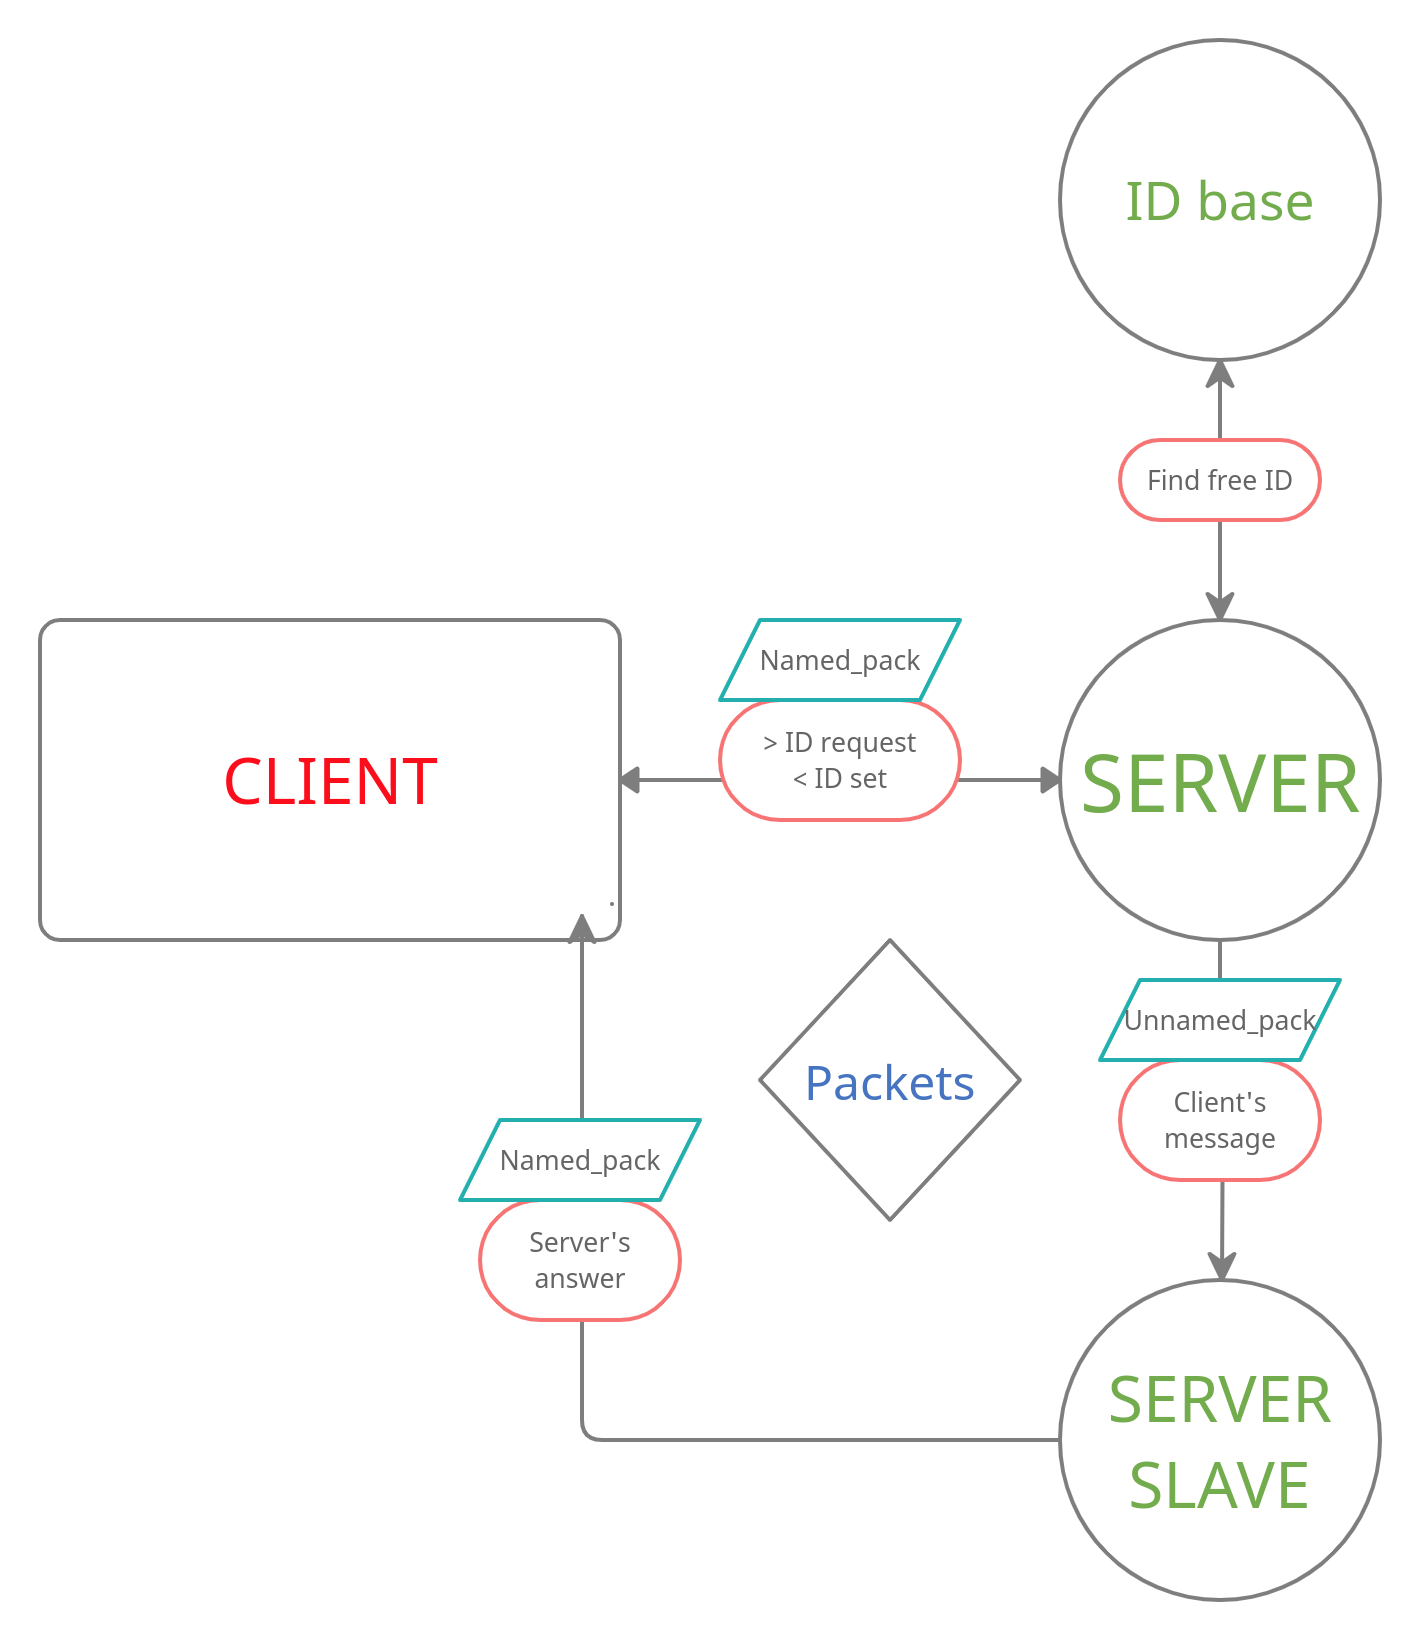 ID base
Find free ID
Named_pack
> ID request
< ID set
CLIENT
SERVER
Unnamed_pack
Packets
Client's
message
Named_pack
Server's
answer
SERVER
SLAVE